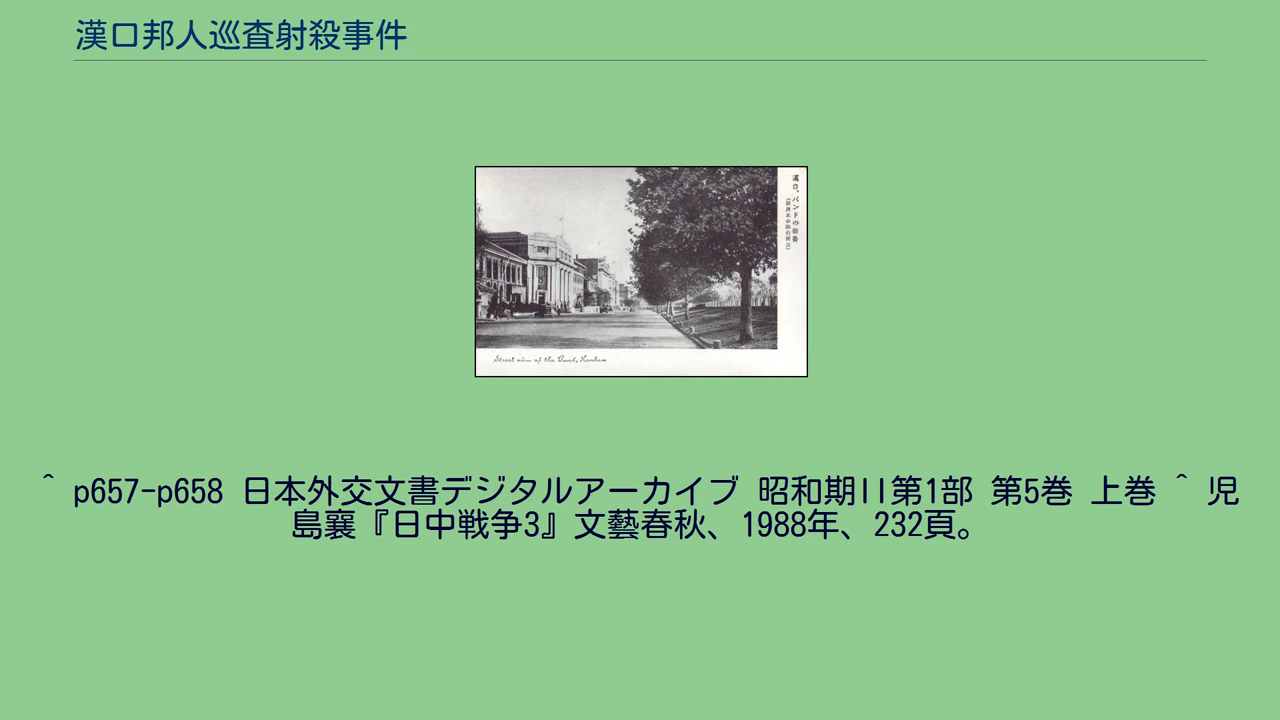 漢口邦人巡査射殺事件
漢口、バンドの街景
Street view of the Bund, Hankow
^ p657-p658 日本外交文書デジタルアーカイブ 昭和期II第1部 第5巻 上巻 ^ 児
島襄『日中戦争3』文藝春秋、1988年、232頁。